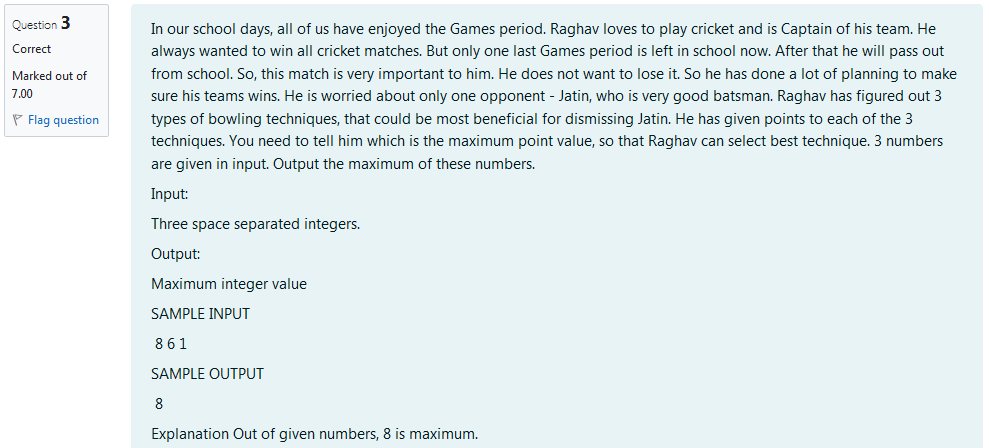 Question 3
Correct
Marked out of
7.00
Flag question
In our school days, all of us have enjoyed the Games period. Raghav loves to play cricket and is Captain of his team. He
always wanted to win all cricket matches. But only one last Games period is left in school now. After that he will pass out
from school. So, this match is very important to him. He does not want to lose it. So he has done a lot of planning to make
sure his teams wins. He is worried about only one opponent - Jatin, who is very good batsman. Raghav has figured out 3
types of bowling techniques, that could be most beneficial for dismissing Jatin. He has given points to each of the 3
techniques. You need to tell him which is the maximum point value, so that Raghav can select best technique. 3 numbers
are given in input. Output the maximum of these numbers.
Input:
Three space separated integers.
Output:
Maximum integer value
SAMPLE INPUT
8 6 1
SAMPLE OUTPUT
8
Explanation Out of given numbers, 8 is maximum.